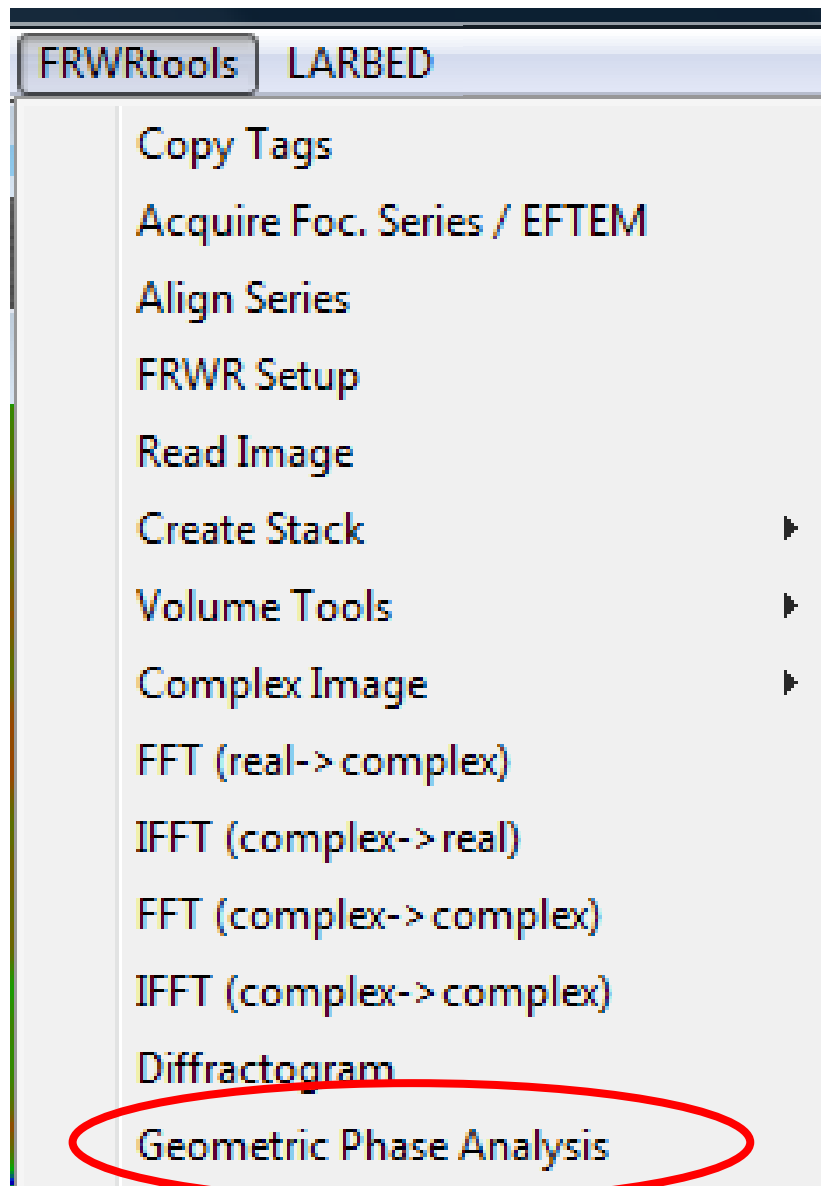 FRWRtools LARBED
Copy Tags
Acquire Foc. Series / EFTEM
Align Series
FRWR Setup
Read Image
Create Stack
Volume Tools
Complex Image
FFT (real->complex)
IFFT (complex->real)
FFT (complex->complex)
IFFT (complex->complex)
Diffractogram
Geometric Phase Analysis